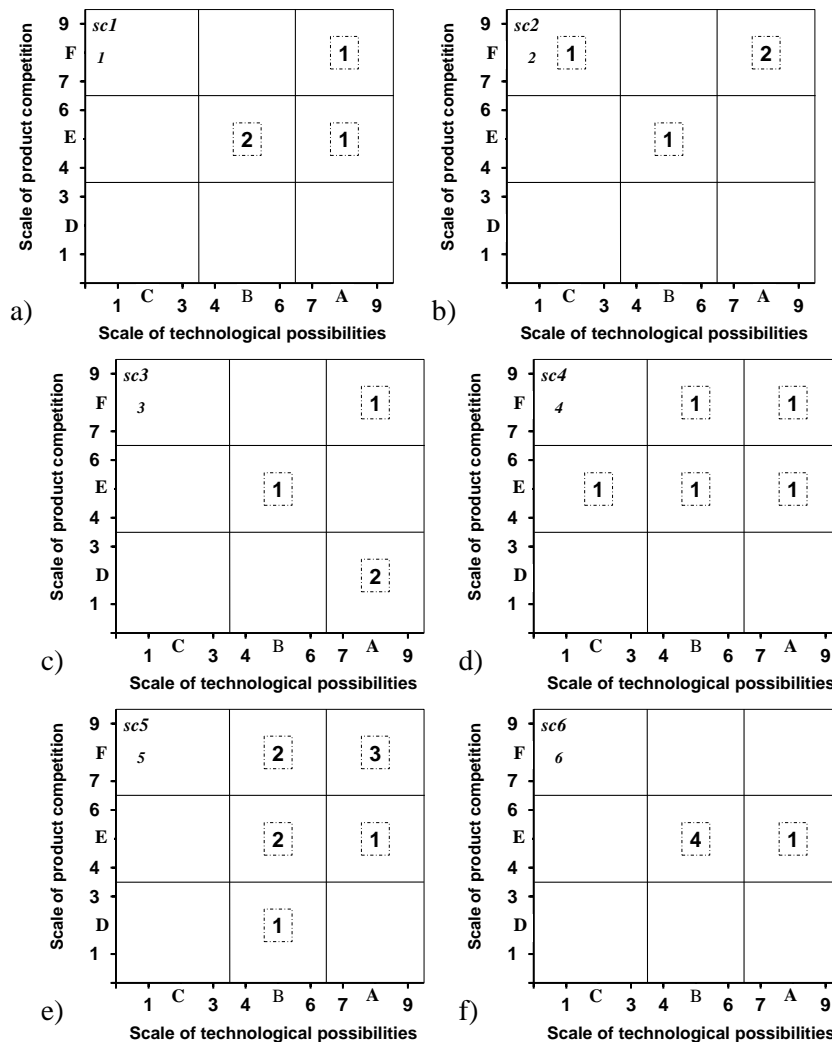 a)
Scale of product competition
9 sc1
F 1 1
7
6
E 2 1
4
3
D
1
1 C 3 4 B 6 7 A 9
Scale of technological possibilities
b)
Scale of product competition
9 sc2
F 2 1 2
7
6
E 1
4
3
D
1
1 C 3 4 B 6 7 A 9
Scale of technological possibilities
c)
Scale of product competition
9 sc3
F 3 1
7
6
E 1
4
3
D 2
1
1 C 3 4 B 6 7 A 9
Scale of technological possibilities
d)
Scale of product competition
9 sc4
F 4 1 1
7
6
E 1 1 1
4
3
D
1
1 C 3 4 B 6 7 A 9
Scale of technological possibilities
e)
Scale of product competition
9 sc5
F 5 2 3
7
6
E 2 1
4
3
D 1
1
1 C 3 4 B 6 7 A 9
Scale of technological possibilities
f)
Scale of product competition
9 sc6
F 6
7
6
E 4 1
4
3
D
1
1 C 3 4 B 6 7 A 9
Scale of technological possibilities